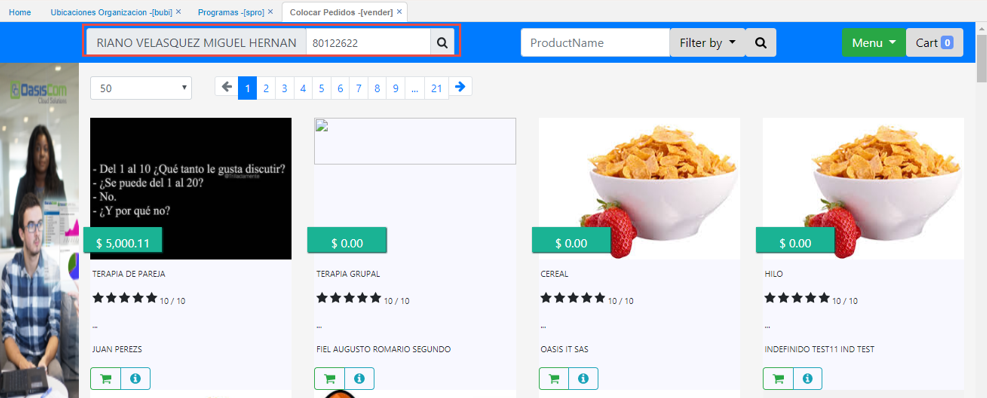 Home Ubicaciones Organizacion -[bubi] × Programas -[spro] × Colocar Pedidos -[vender] ×
RIANO VELASQUEZ MIGUEL HERNAN 80122622 ProductName Filter by Menu Cart 0
OasisCom
Cloud Solutions
50 1 2 3 4 5 6 7 8 9 ... 21
- Del 1 al 10 ¿Qué tanto le gusta discutir?
- ¿Se puede del 1 al 20?
- No.
- ¿Y por qué no?
$ 5,000.11 $ 0.00 $ 0.00 $ 0.00
TERAPIA DE PAREJA TERAPIA GRUPAL CEREAL HILO
10 / 10 10 / 10 10 / 10 10 / 10
... ... ... ...
JUAN PEREZS FIEL AUGUSTO ROMARIO SEGUNDO OASIS IT SAS INDEFINIDO TEST11 IND TEST